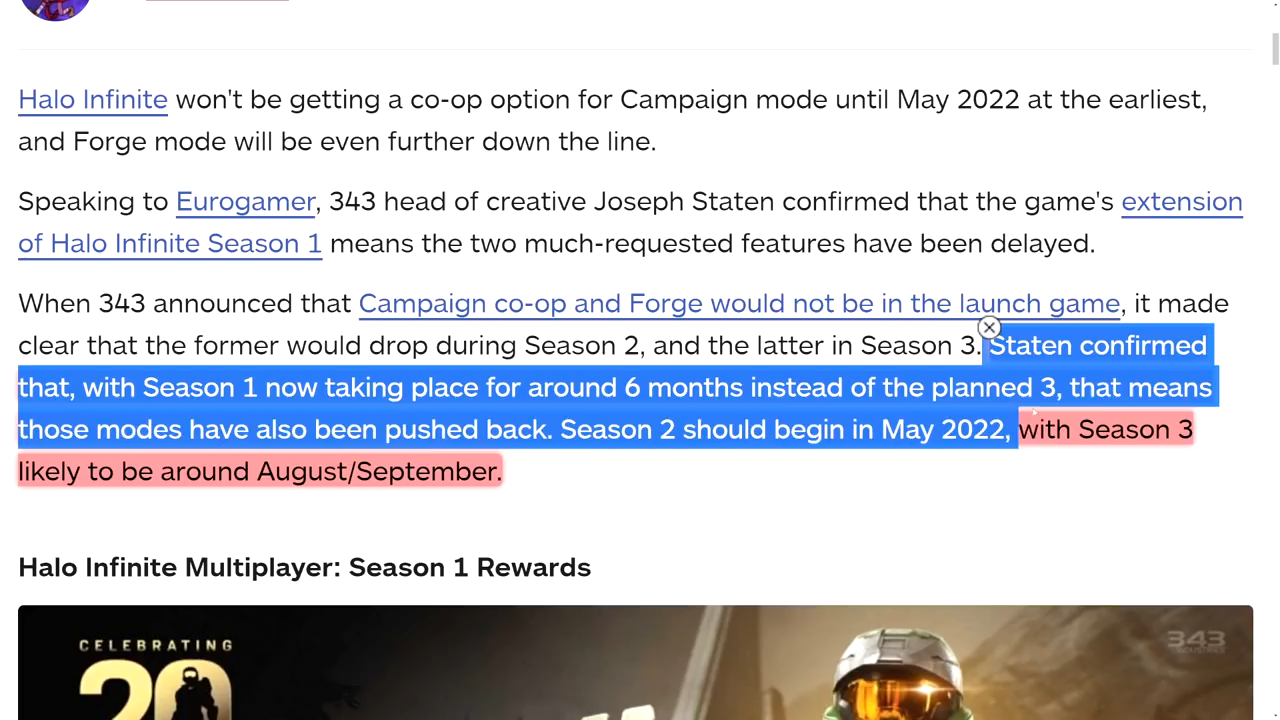 Halo Infinite won't be getting a co-op option for Campaign mode until May 2022 at the earliest,
and Forge mode will be even further down the line.
Speaking to Eurogamer, 343 head of creative Joseph Staten confirmed that the game's extension
of Halo Infinite Season 1 means the two much-requested features have been delayed.
When 343 announced that Campaign co-op and Forge would not be in the launch game, it made
clear that the former would drop during Season 2, and the latter in Season 3. Staten confirmed
that, with Season 1 now taking place for around 6 months instead of the planned 3, that means
those modes have also been pushed back. Season 2 should begin in May 2022, with Season 3
likely to be around August/September.
Halo Infinite Multiplayer: Season 1 Rewards
CELEBRATING
20
343
INDUSTRIES